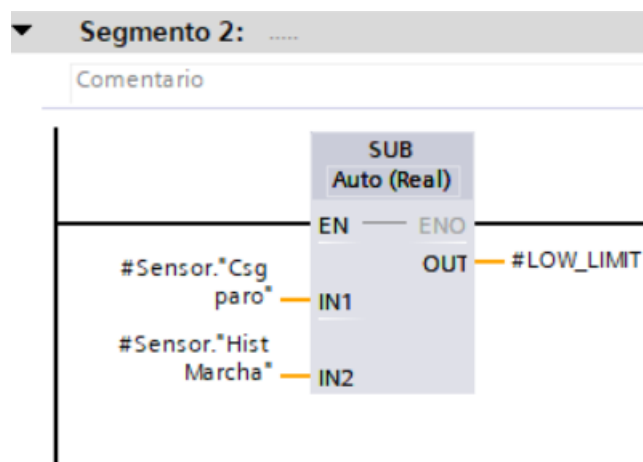 Segmento 2: .....
Comentario
SUB
Auto (Real)
EN ENO
#Sensor."Csg
paro"
OUT
#LOW_LIMIT
IN1
#Sensor."Hist
Marcha"
IN2